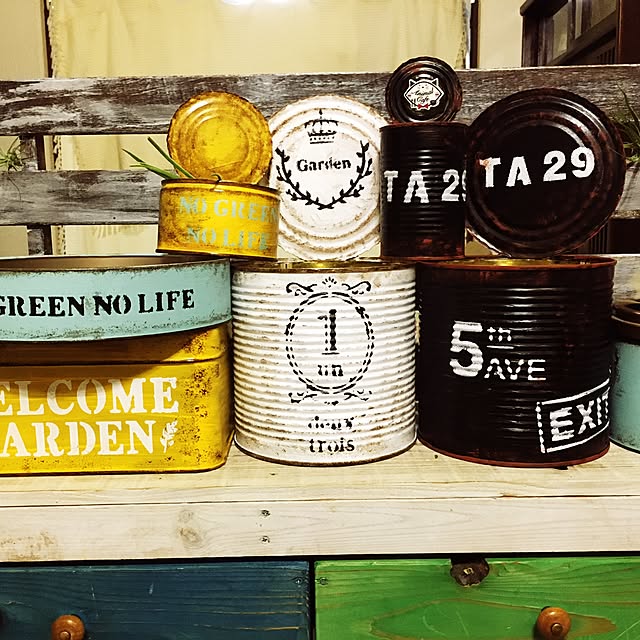 Garden
TA 29
TA 29
NO GREEN
NO LIFE
GREEN NO LIFE
ELCOME
ARDEN
1
un
deux
trois
5th
AVE
EXIT